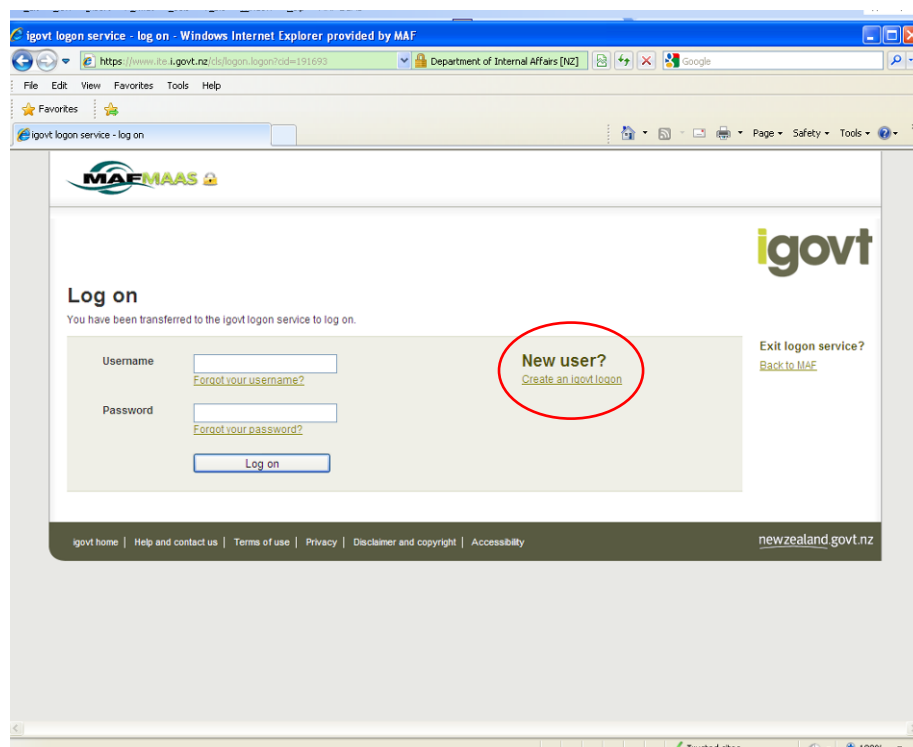 igovt logon service - log on - Windows Internet Explorer provided by MAF
https://www.ite.i.govt.nz/cls/logon.logon?cid=191693
Department of Internal Affairs [NZ]
Google
File Edit View Favorites Tools Help
Favorites
igovt logon service - log on
Page Safety Tools
MAFMAAS
igovt
Log on
You have been transferred to the igovt logon service to log on.
Username
Forgot your username?
Password
Forgot your password?
Log on
New user?
Create an igovt logon
Exit logon service?
Back to MAF
igovt home | Help and contact us | Terms of use | Privacy | Disclaimer and copyright | Accessibility
newzealand.govt.nz